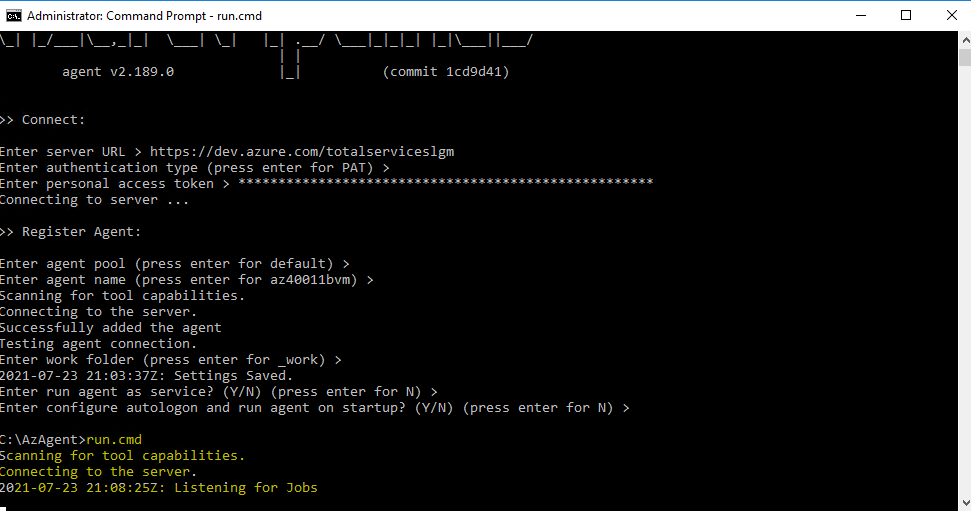 Administrator: Command Prompt - run.cmd
\_| |_/___|\__,_|_|  \___| \_|   |_| .__/ \___|_|_|_| |_|\___||___/
| |
agent v2.189.0             |_|          (commit 1cd9d41)
>> Connect:
Enter server URL > https://dev.azure.com/totalserviceslgm
Enter authentication type (press enter for PAT) >
Enter personal access token > ****************************************************
Connecting to server ...
>> Register Agent:
Enter agent pool (press enter for default) >
Enter agent name (press enter for az40011bvm) >
Scanning for tool capabilities.
Connecting to the server.
Successfully added the agent
Testing agent connection.
Enter work folder (press enter for _work) >
2021-07-23 21:03:37Z: Settings Saved.
Enter run agent as service? (Y/N) (press enter for N) >
Enter configure autologon and run agent on startup? (Y/N) (press enter for N) >
C:\AzAgent>run.cmd
Scanning for tool capabilities.
Connecting to the server.
2021-07-23 21:08:25Z: Listening for Jobs